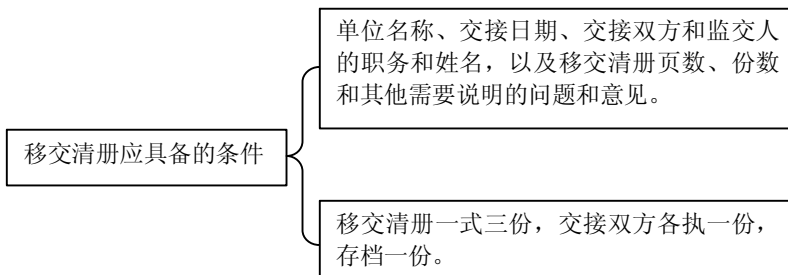 单位名称、交接日期、交接双方和监交人
的职务和姓名，以及移交清册页数、份数
和其他需要说明的问题和意见。
移交清册应具备的条件
移交清册一式三份，交接双方各执一份，
存档一份。